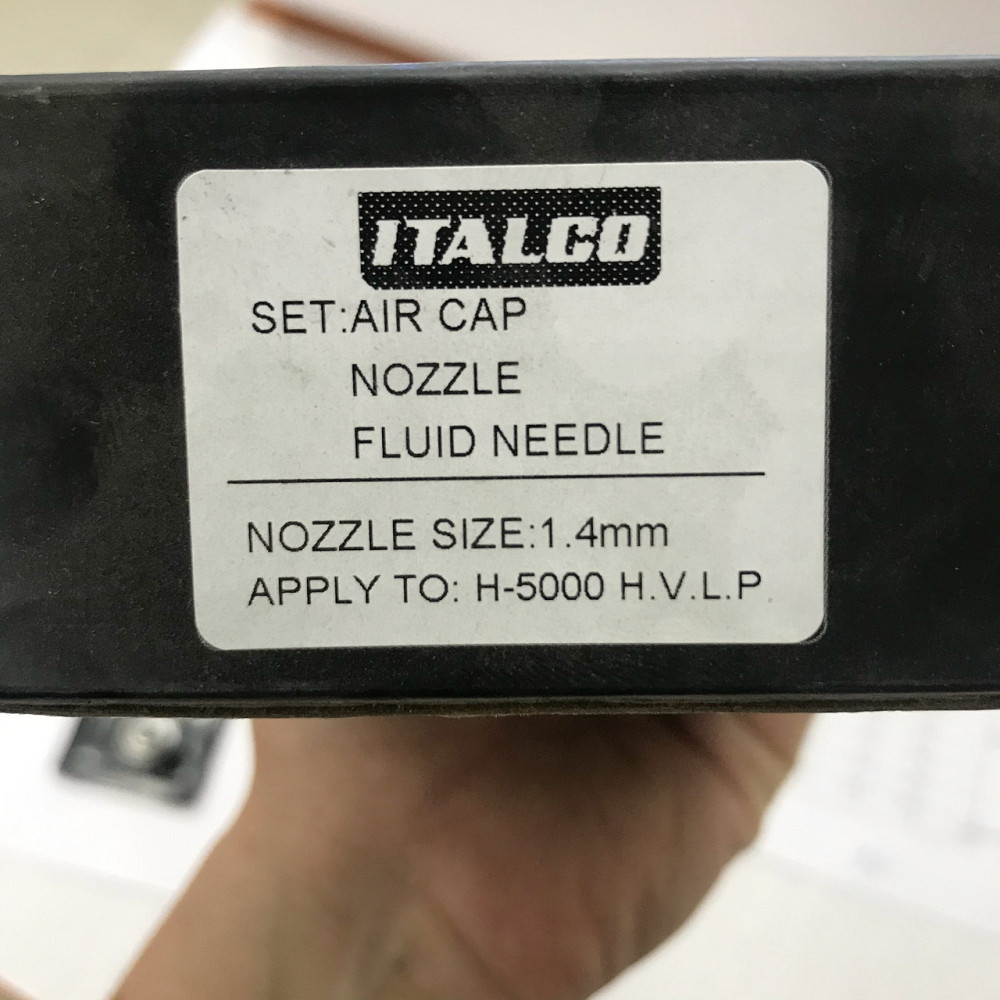 ITALCO
SET:AIR CAP
NOZZLE
FLUID NEEDLE
NOZZLE SIZE:1.4mm
APPLY TO: H-5000 H.V.L.P.